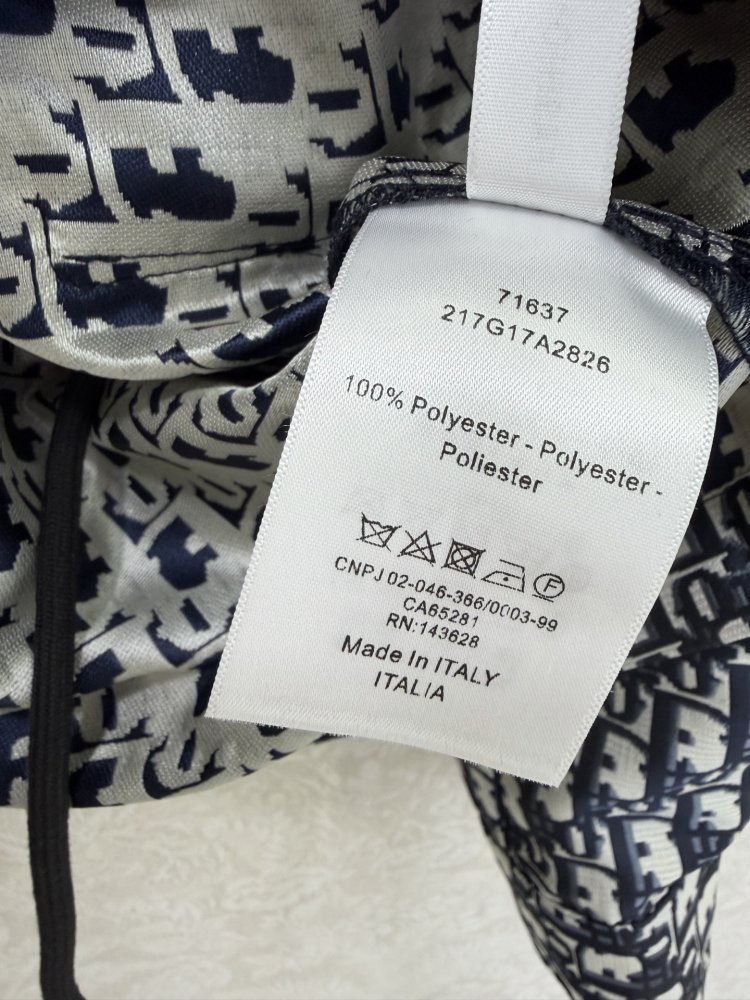 71637
217G17A2826
100% Polyester - Polyester -
Poliester
F
CNPJ 02-046-366/0003-99
CA65281
RN:143628
Made In ITALY
ITALIA